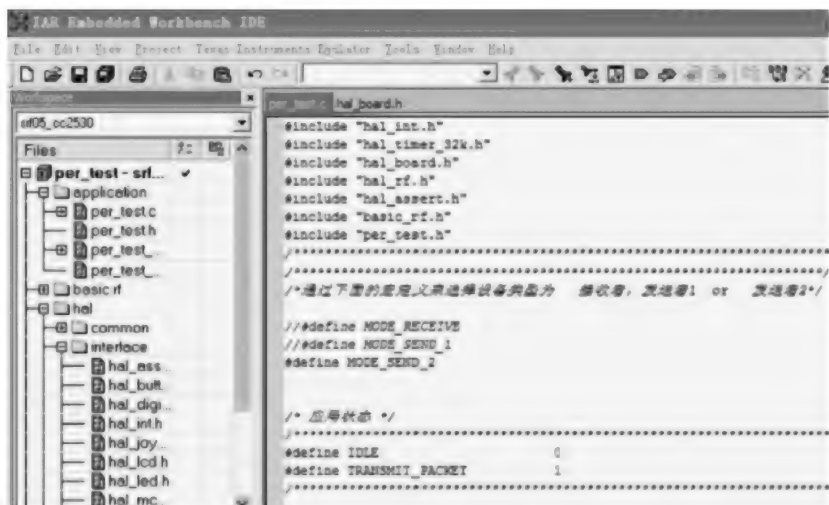 IAR Embedded Workbench IDE
File Edit View Project Texas Instruments Emulator Tools Window Help
Workspace
srf05_cc2530
Files
per_test - srf...
application
per_test.c
per_test.h
per_test_...
per_test_...
basic rf
hal
common
interface
hal_ass...
hal_butt...
hal_digi...
hal_int.h
hal_joy...
hal_lcd.h
hal_led.h
hal_mc...
per_test.c hal_board.h
#include "hal_int.h"
#include "hal_timer_32k.h"
#include "hal_board.h"
#include "hal_rf.h"
#include "hal_assert.h"
#include "basic_rf.h"
#include "per_test.h"
/*通过下面的宏定义来选择设备类型为 接收者,发送者1 or 发送者2*/
//#define MODE_RECEIVE
//#define MODE_SEND_1
#define MODE_SEND_2
/* 应用状态 */
#define IDLE 0
#define TRANSMIT_PACKET 1